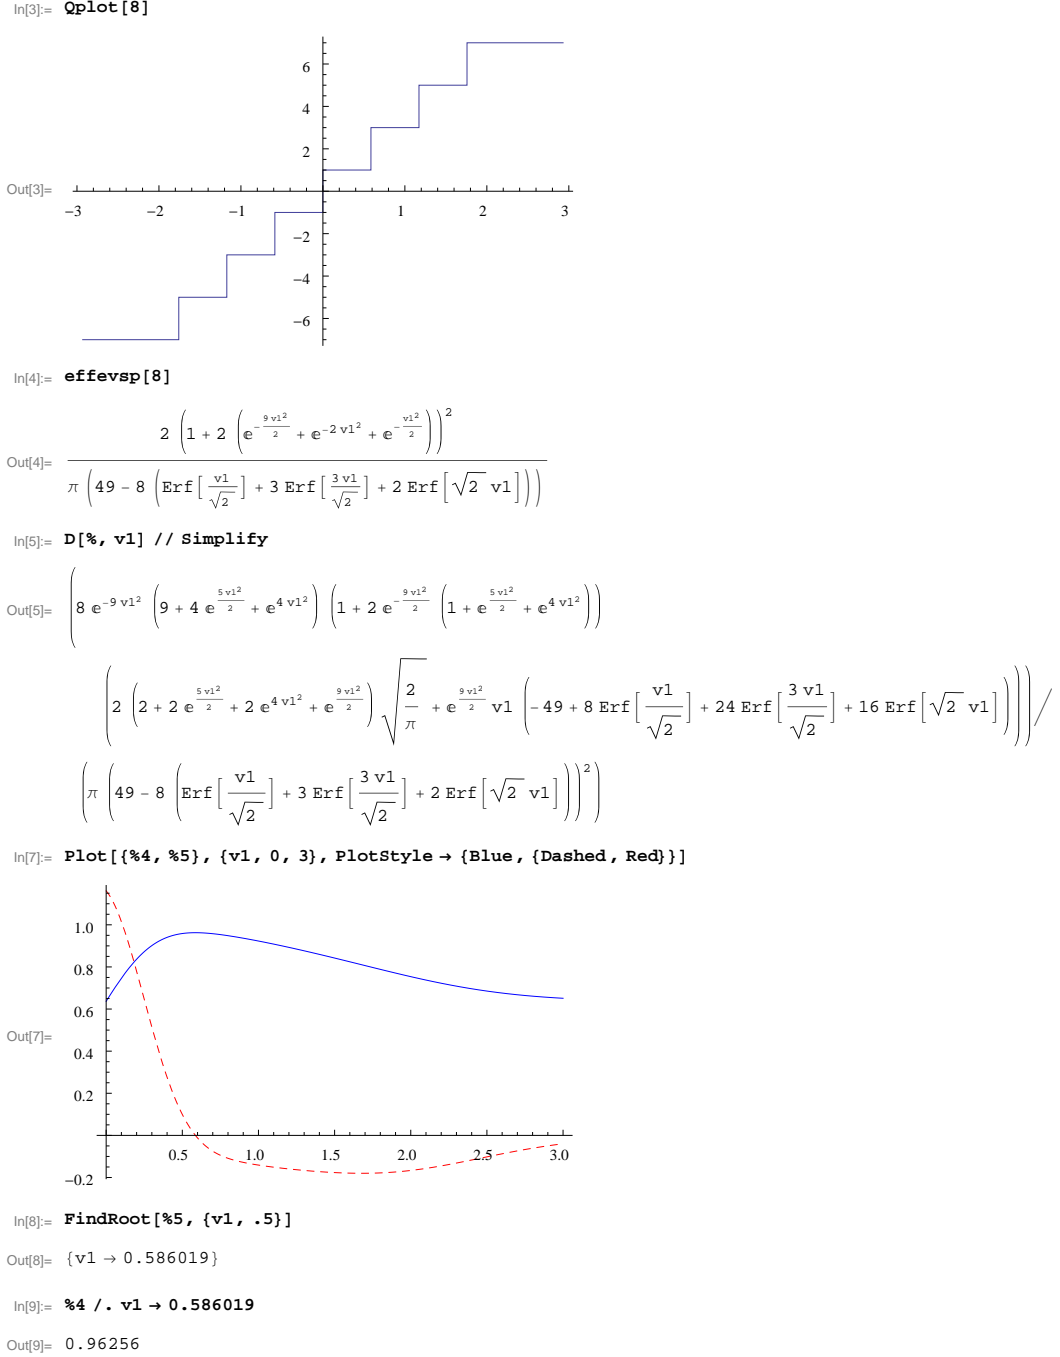 In[3]:= Qplot[8]
6
4
2
Out[3]=
−3 −2 −1 1 2 3
−2
−4
−6
In[4]:= effevsp[8]
2 (1 + 2 (ⅇ^(-9 v1²/2) + ⅇ^(-2 v1²) + ⅇ^(-v1²/2)))²
Out[4]=
π (49 - 8 (Erf[v1/√2] + 3 Erf[3 v1/√2] + 2 Erf[√2 v1]))
In[5]:= D[%, v1] // Simplify
Out[5]= (8 ⅇ^(-9 v1²) (9 + 4 ⅇ^(5 v1²/2) + ⅇ^(4 v1²)) (1 + 2 ⅇ^(-9 v1²/2) (1 + ⅇ^(5 v1²/2) + ⅇ^(4 v1²)))
(2 (2 + 2 ⅇ^(5 v1²/2) + 2 ⅇ^(4 v1²) + ⅇ^(9 v1²/2)) √(2/π) + ⅇ^(9 v1²/2) v1 (-49 + 8 Erf[v1/√2] + 24 Erf[3 v1/√2] + 16 Erf[√2 v1]))) /
(π (49 - 8 (Erf[v1/√2] + 3 Erf[3 v1/√2] + 2 Erf[√2 v1]))²)
In[7]:= Plot[{%4, %5}, {v1, 0, 3}, PlotStyle → {Blue, {Dashed, Red}}]
1.0
0.8
0.6
Out[7]=
0.4
0.2
0.5 1.0 1.5 2.0 2.5 3.0
−0.2
In[8]:= FindRoot[%5, {v1, .5}]
Out[8]= {v1 → 0.586019}
In[9]:= %4 /. v1 → 0.586019
Out[9]= 0.96256